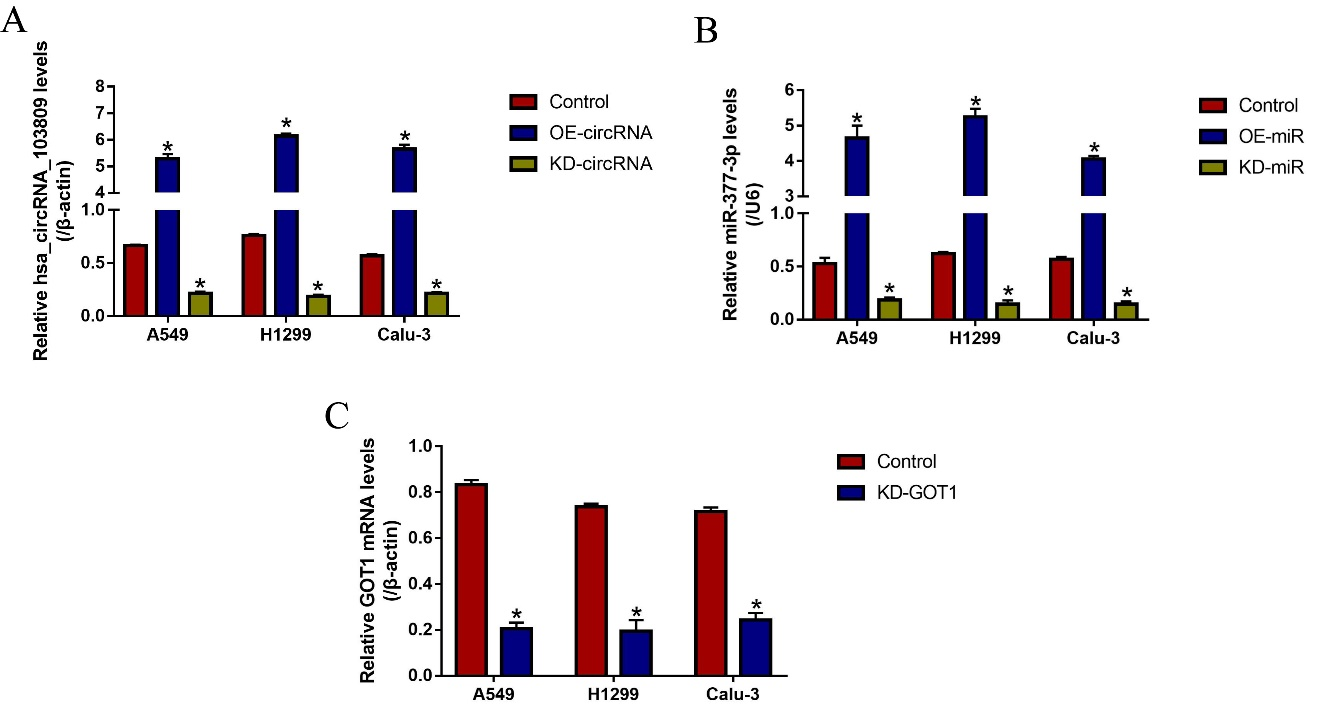 A
Relative hsa_circRNA_103809 levels
(/β-actin)
8
7
6
5
4
1.0
0.5
0.0
*
*
*
*
*
*
A549
H1299
Calu-3
Control
OE-circRNA
KD-circRNA
B
Relative miR-377-3p levels
(/U6)
6
5
4
3
1.0
0.5
0.0
*
*
*
*
*
*
A549
H1299
Calu-3
Control
OE-miR
KD-miR
C
Relative GOT1 mRNA levels
(/β-actin)
1.0
0.8
0.6
0.4
0.2
0.0
*
*
*
A549
H1299
Calu-3
Control
KD-GOT1